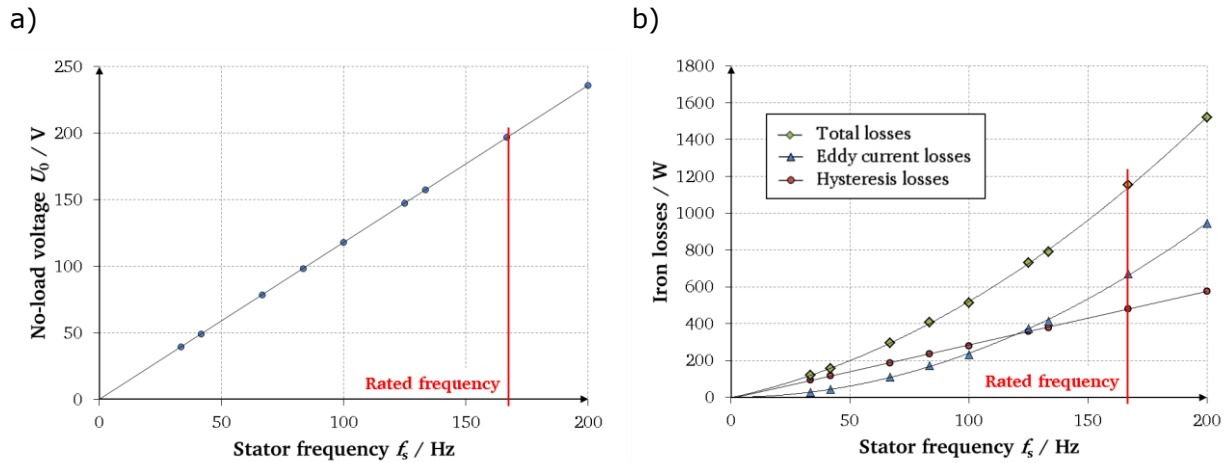 a)
250
200
150
100
50
0
No-load voltage U₀ / V
Rated frequency
0
50
100
150
200
Stator frequency fₛ / Hz
b)
1800
1600
1400
1200
1000
800
600
400
200
0
Iron losses / W
Total losses
Eddy current losses
Hysteresis losses
Rated frequency
0
50
100
150
200
Stator frequency fₛ / Hz